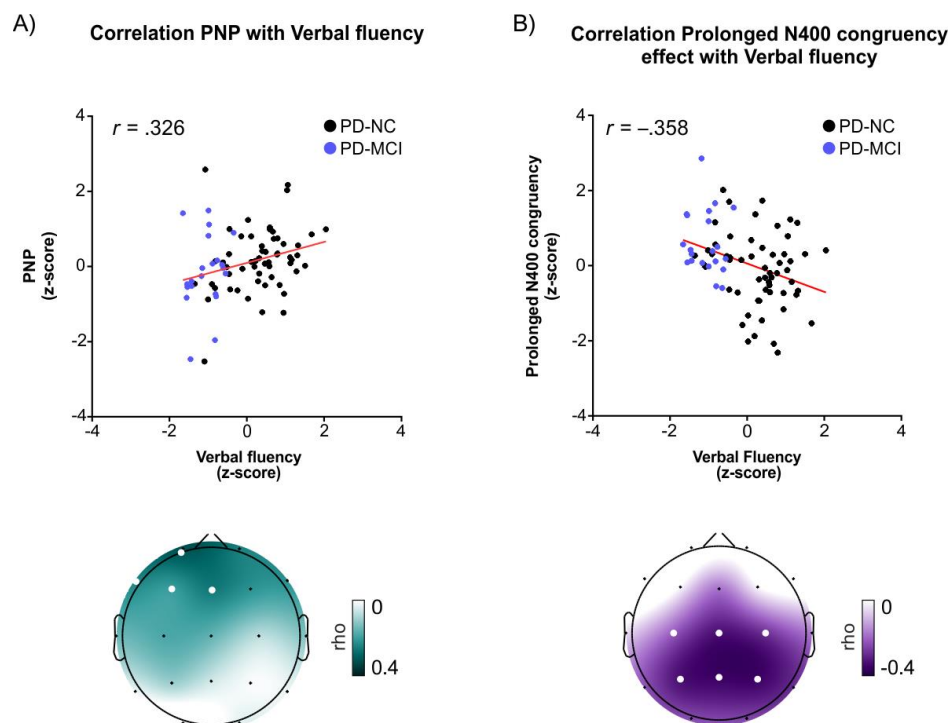 A)
Correlation PNP with Verbal fluency
r = .326
PD-NC
PD-MCI
4
2
0
-2
-4
PNP
(z-score)
-4
-2
0
2
4
Verbal fluency
(z-score)
0
rho
0.4
B)
Correlation Prolonged N400 congruency
effect with Verbal fluency
r = –.358
PD-NC
PD-MCI
4
2
0
-2
-4
Prolonged N400 congruency
(z-score)
-4
-2
0
2
4
Verbal Fluency
(z-score)
0
rho
-0.4